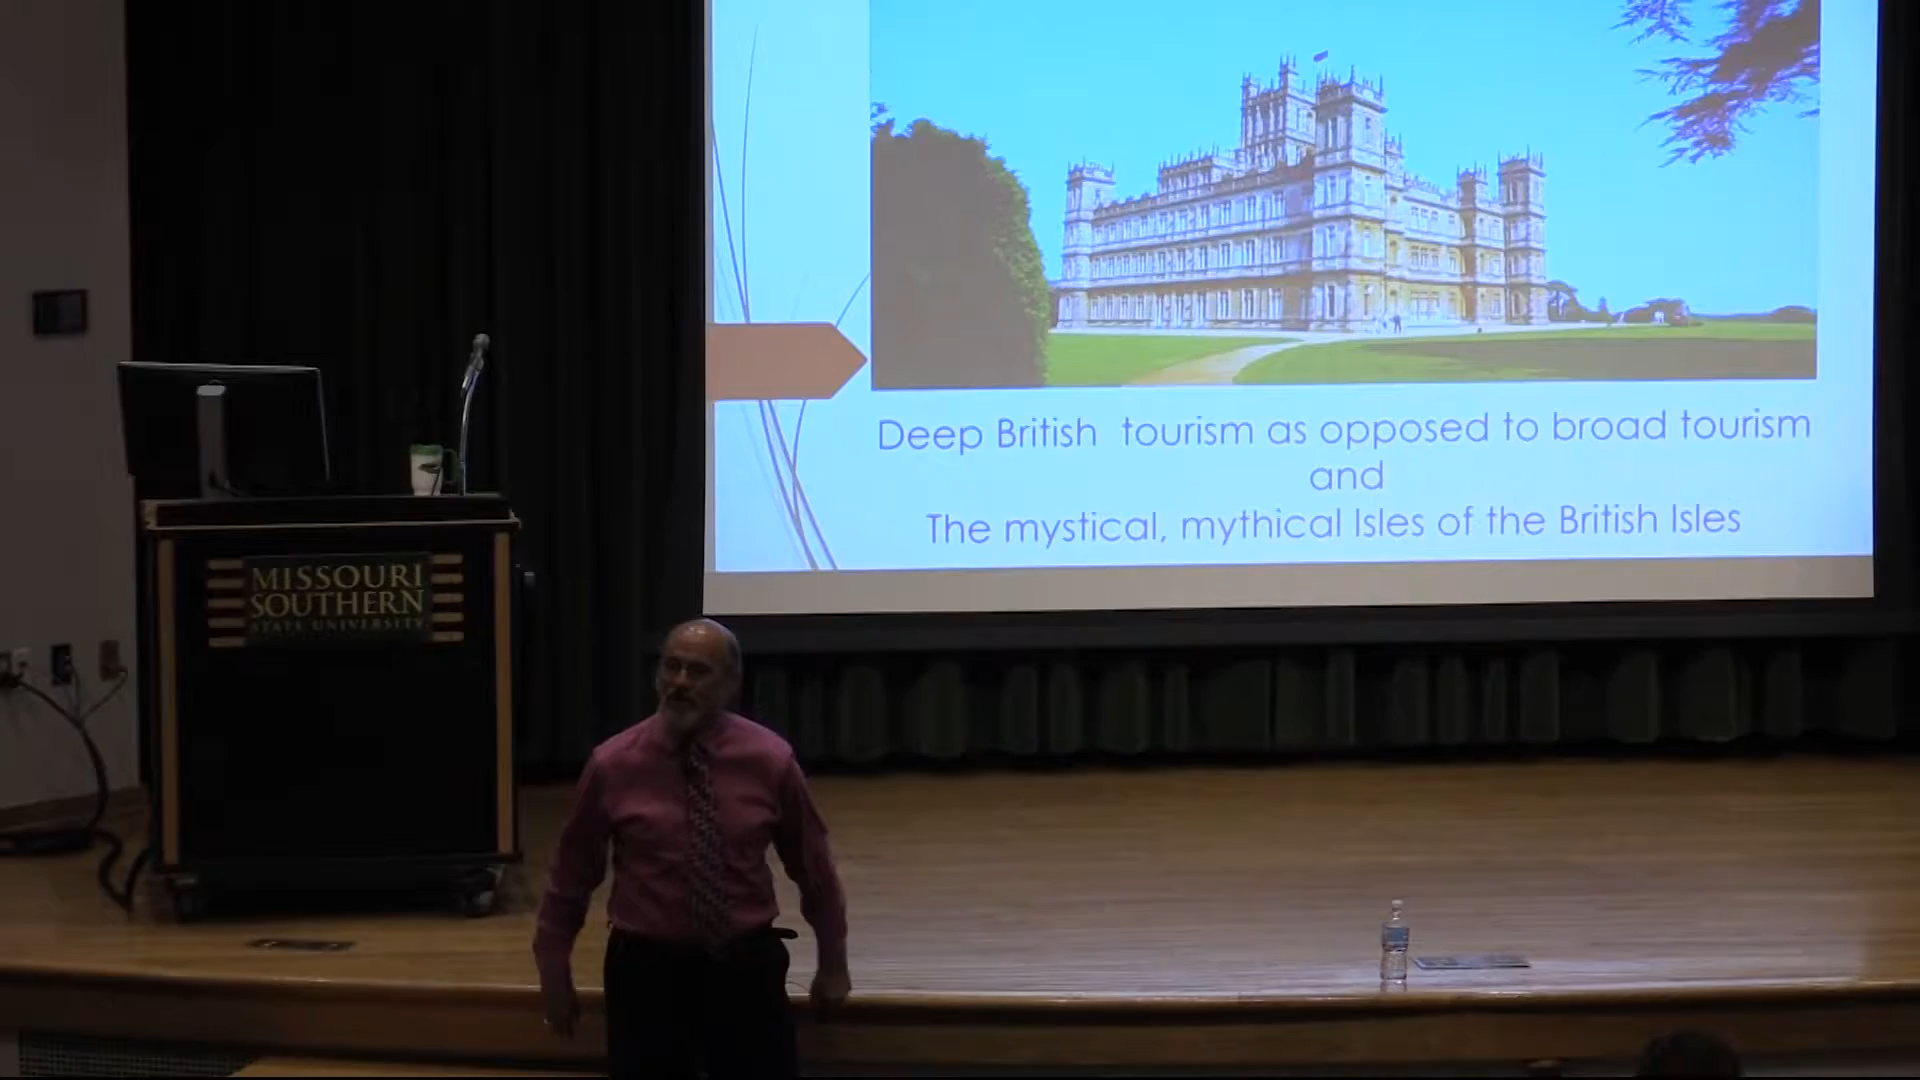 Deep British tourism as opposed to broad tourism
and
The mystical, mythical Isles of the British Isles
MISSOURI
SOUTHERN
STATE UNIVERSITY